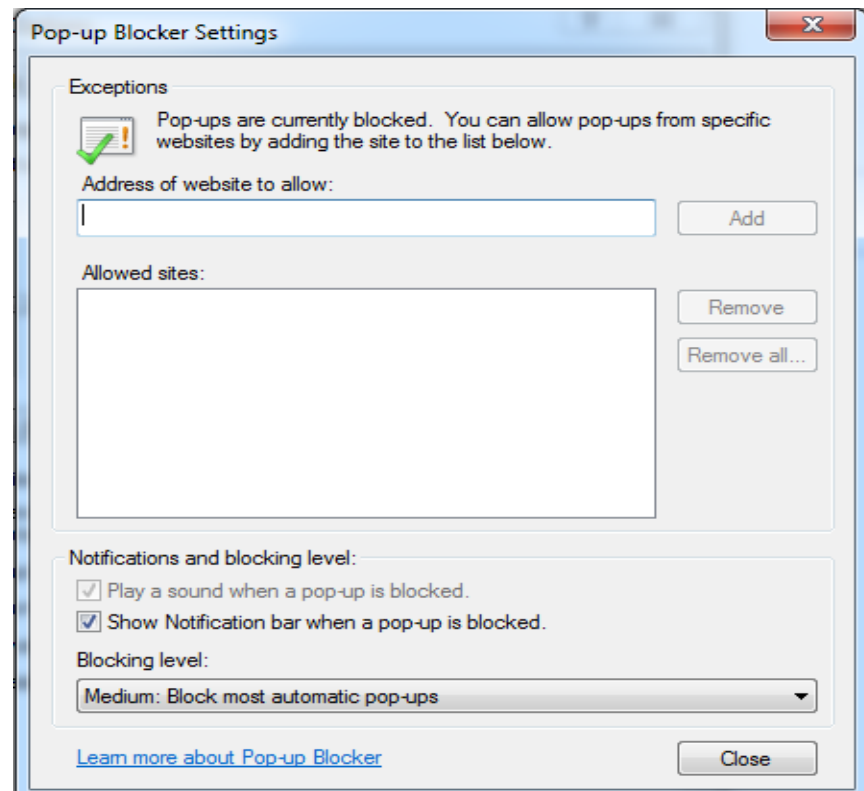 Pop-up Blocker Settings
Exceptions
Pop-ups are currently blocked. You can allow pop-ups from specific
websites by adding the site to the list below.
Address of website to allow:
Add
Allowed sites:
Remove
Remove all...
Notifications and blocking level:
Play a sound when a pop-up is blocked.
Show Notification bar when a pop-up is blocked.
Blocking level:
Medium: Block most automatic pop-ups
Learn more about Pop-up Blocker
Close